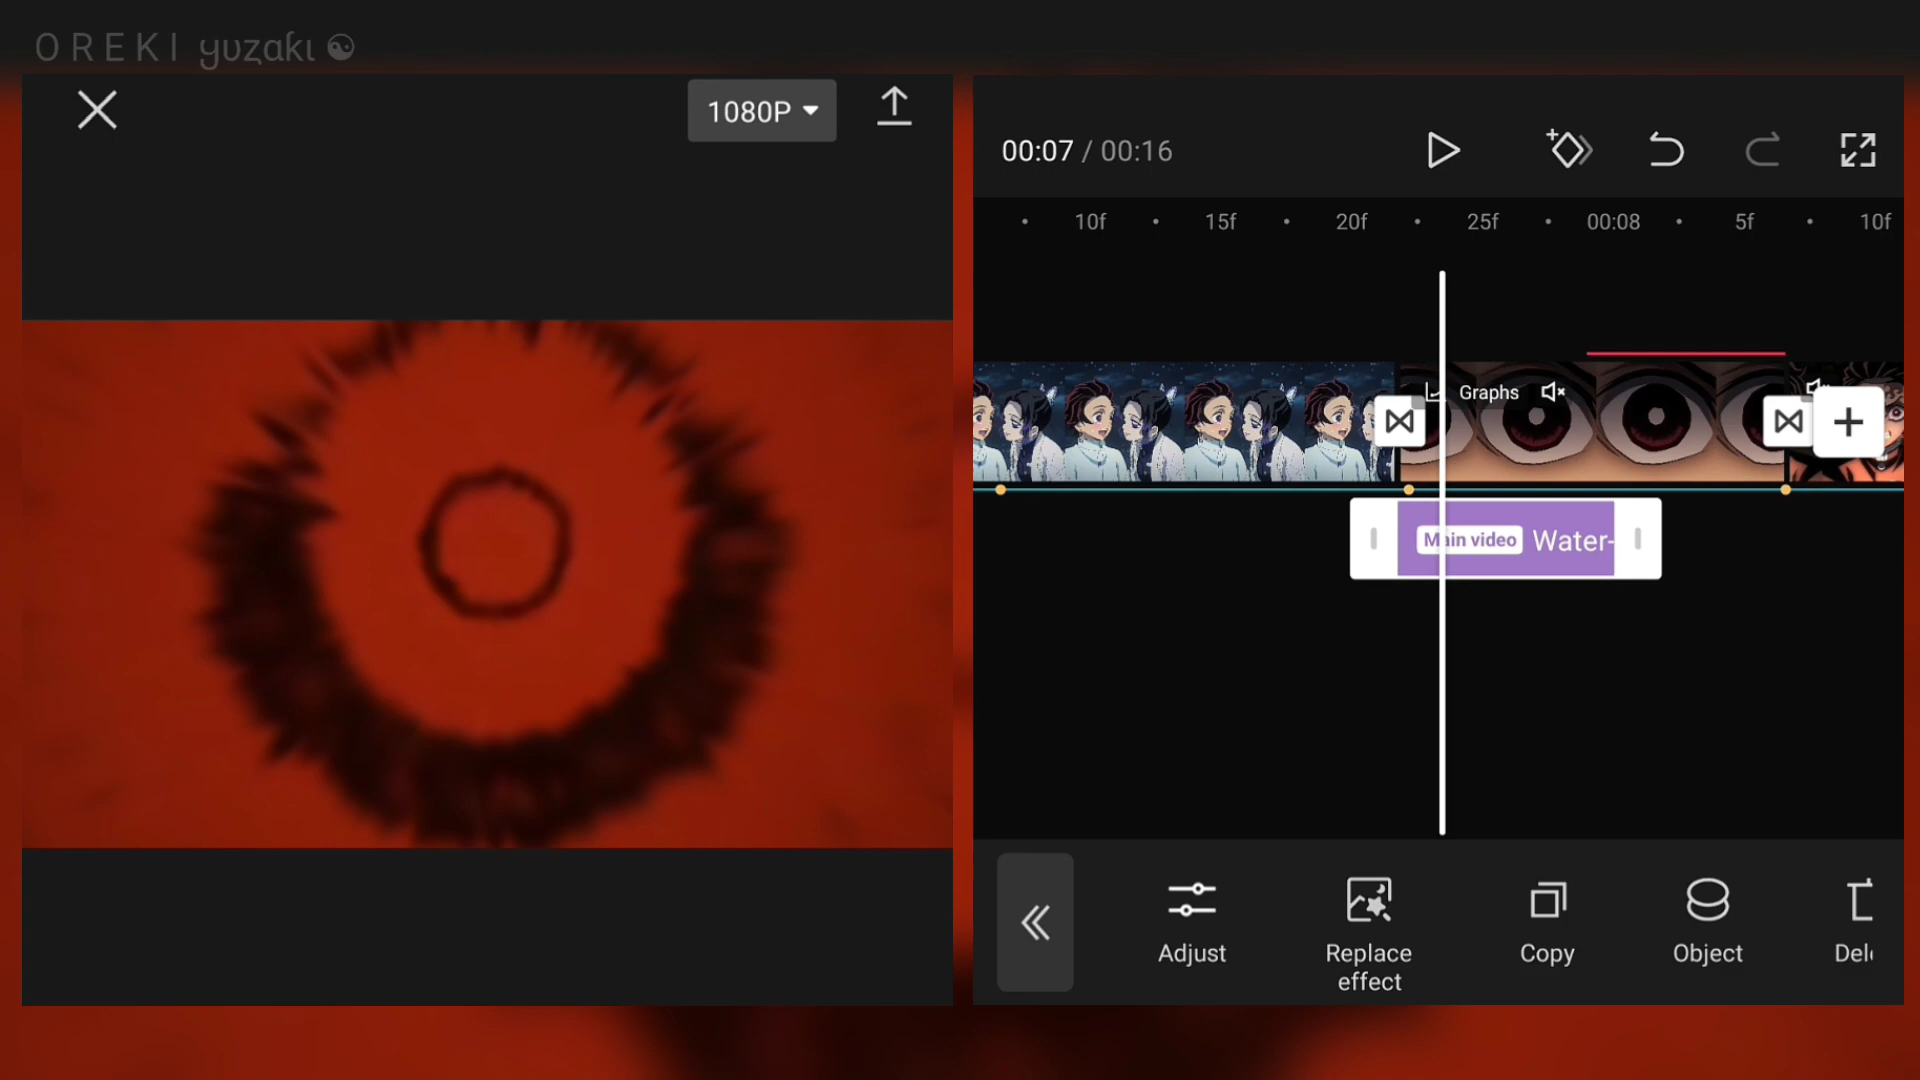 OREKI yuzakı ☯
1080P
00:07 / 00:16
10f 15f 20f 25f 00:08 5f 10f
Graphs
Main video Water-
Adjust
Replace effect
Copy
Object
Del